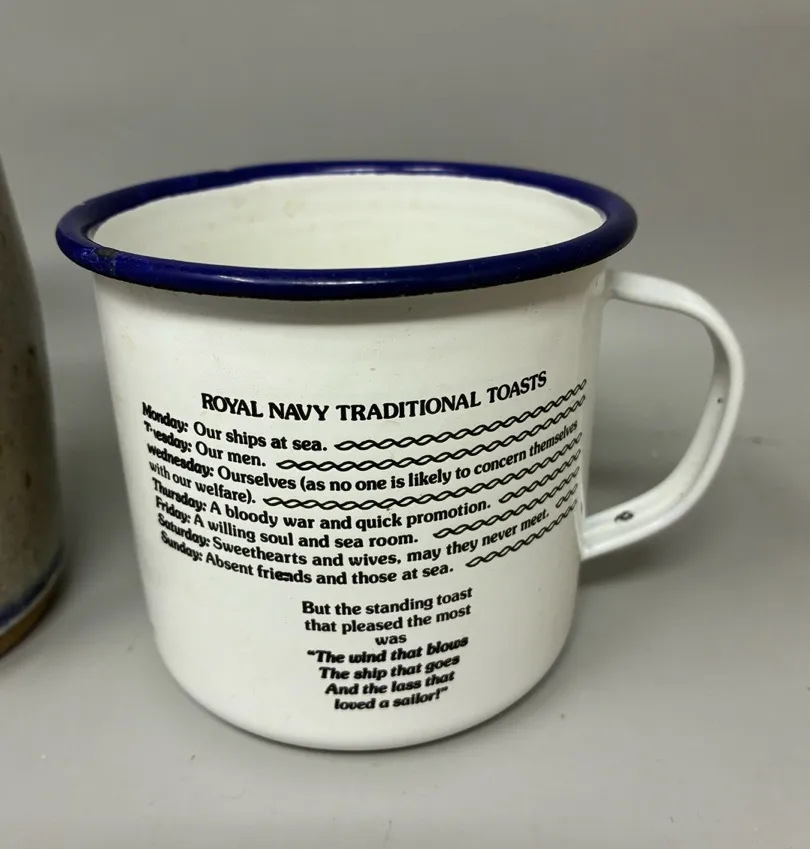 ROYAL NAVY TRADITIONAL TOASTS
Monday: Our ships at sea.
Tuesday: Our men.
Wednesday: Ourselves (as no one is likely to concern themselves
with our welfare).
Thursday: A bloody war and quick promotion.
Friday: A willing soul and sea room.
Saturday: Sweethearts and wives, may they never meet.
Sunday: Absent friends and those at sea.
But the standing toast
that pleased the most
was
"The wind that blows
The ship that goes
And the lass that
loved a sailor!"